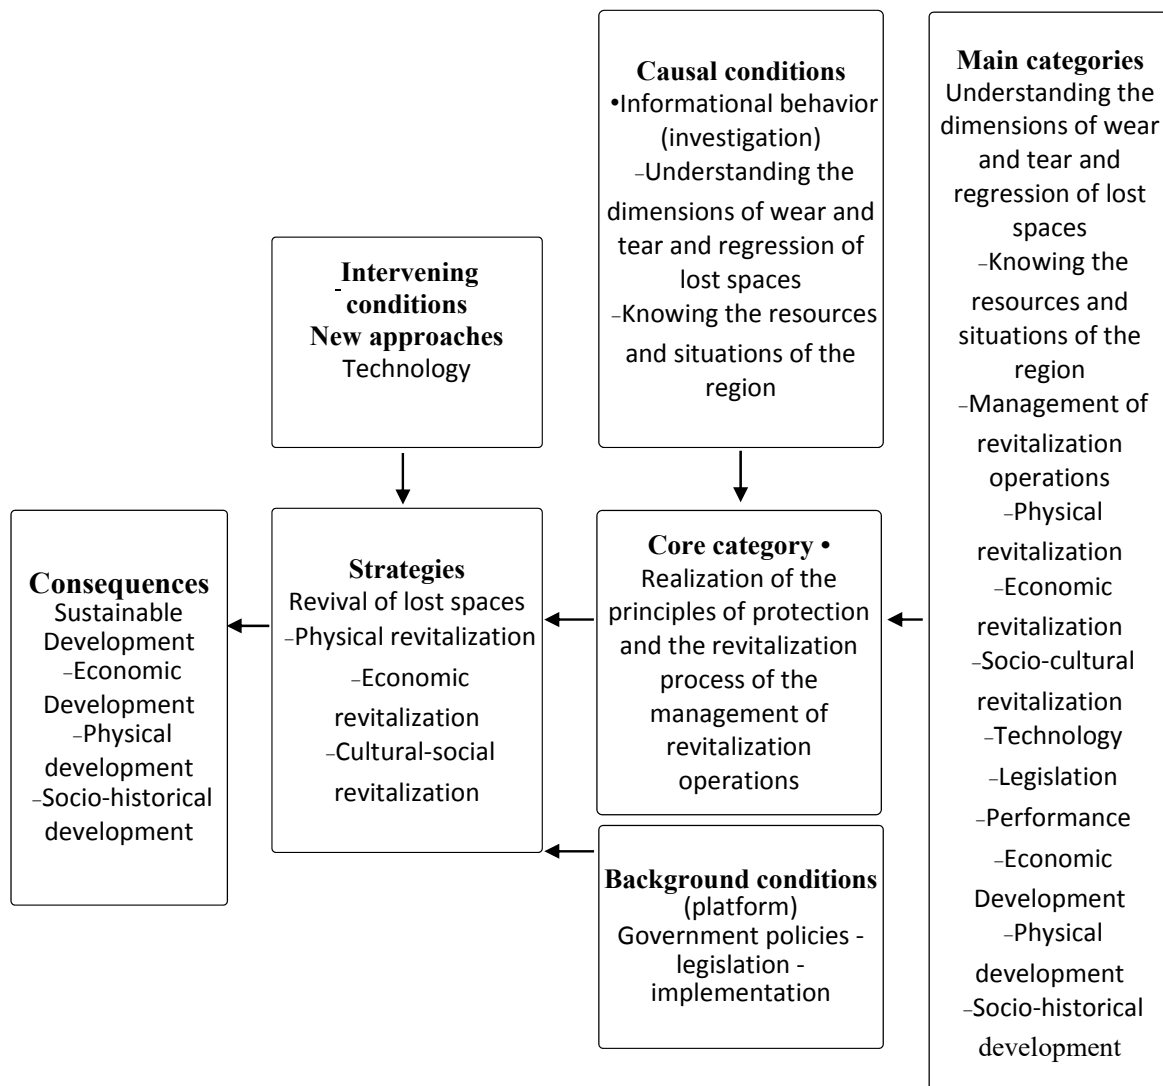 Causal conditions
•Informational behavior
(investigation)
–Understanding the
dimensions of wear and
tear and regression of
lost spaces
–Knowing the resources
and situations of the
region
Main categories
Understanding the
dimensions of wear
and tear and
regression of lost
spaces
–Knowing the
resources and
situations of the
region
–Management of
revitalization
operations
–Physical
revitalization
–Economic
revitalization
–Socio-cultural
revitalization
–Technology
–Legislation
–Performance
–Economic
Development
–Physical
development
–Socio-historical
development
-Intervening
conditions
New approaches
Technology
Consequences
Sustainable
Development
–Economic
Development
–Physical
development
–Socio-historical
development
Strategies
Revival of lost spaces
–Physical revitalization
–Economic
revitalization
–Cultural-social
revitalization
Core category •
Realization of the
principles of protection
and the revitalization
process of the
management of
revitalization
operations
Background conditions
(platform)
Government policies -
legislation -
implementation